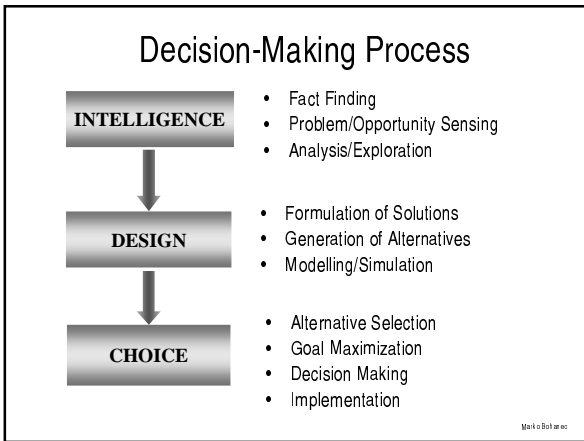 Decision-Making Process
INTELLIGENCE
• Fact Finding
• Problem/Opportunity Sensing
• Analysis/Exploration
DESIGN
• Formulation of Solutions
• Generation of Alternatives
• Modelling/Simulation
CHOICE
• Alternative Selection
• Goal Maximization
• Decision Making
• Implementation
Marko Bohanec